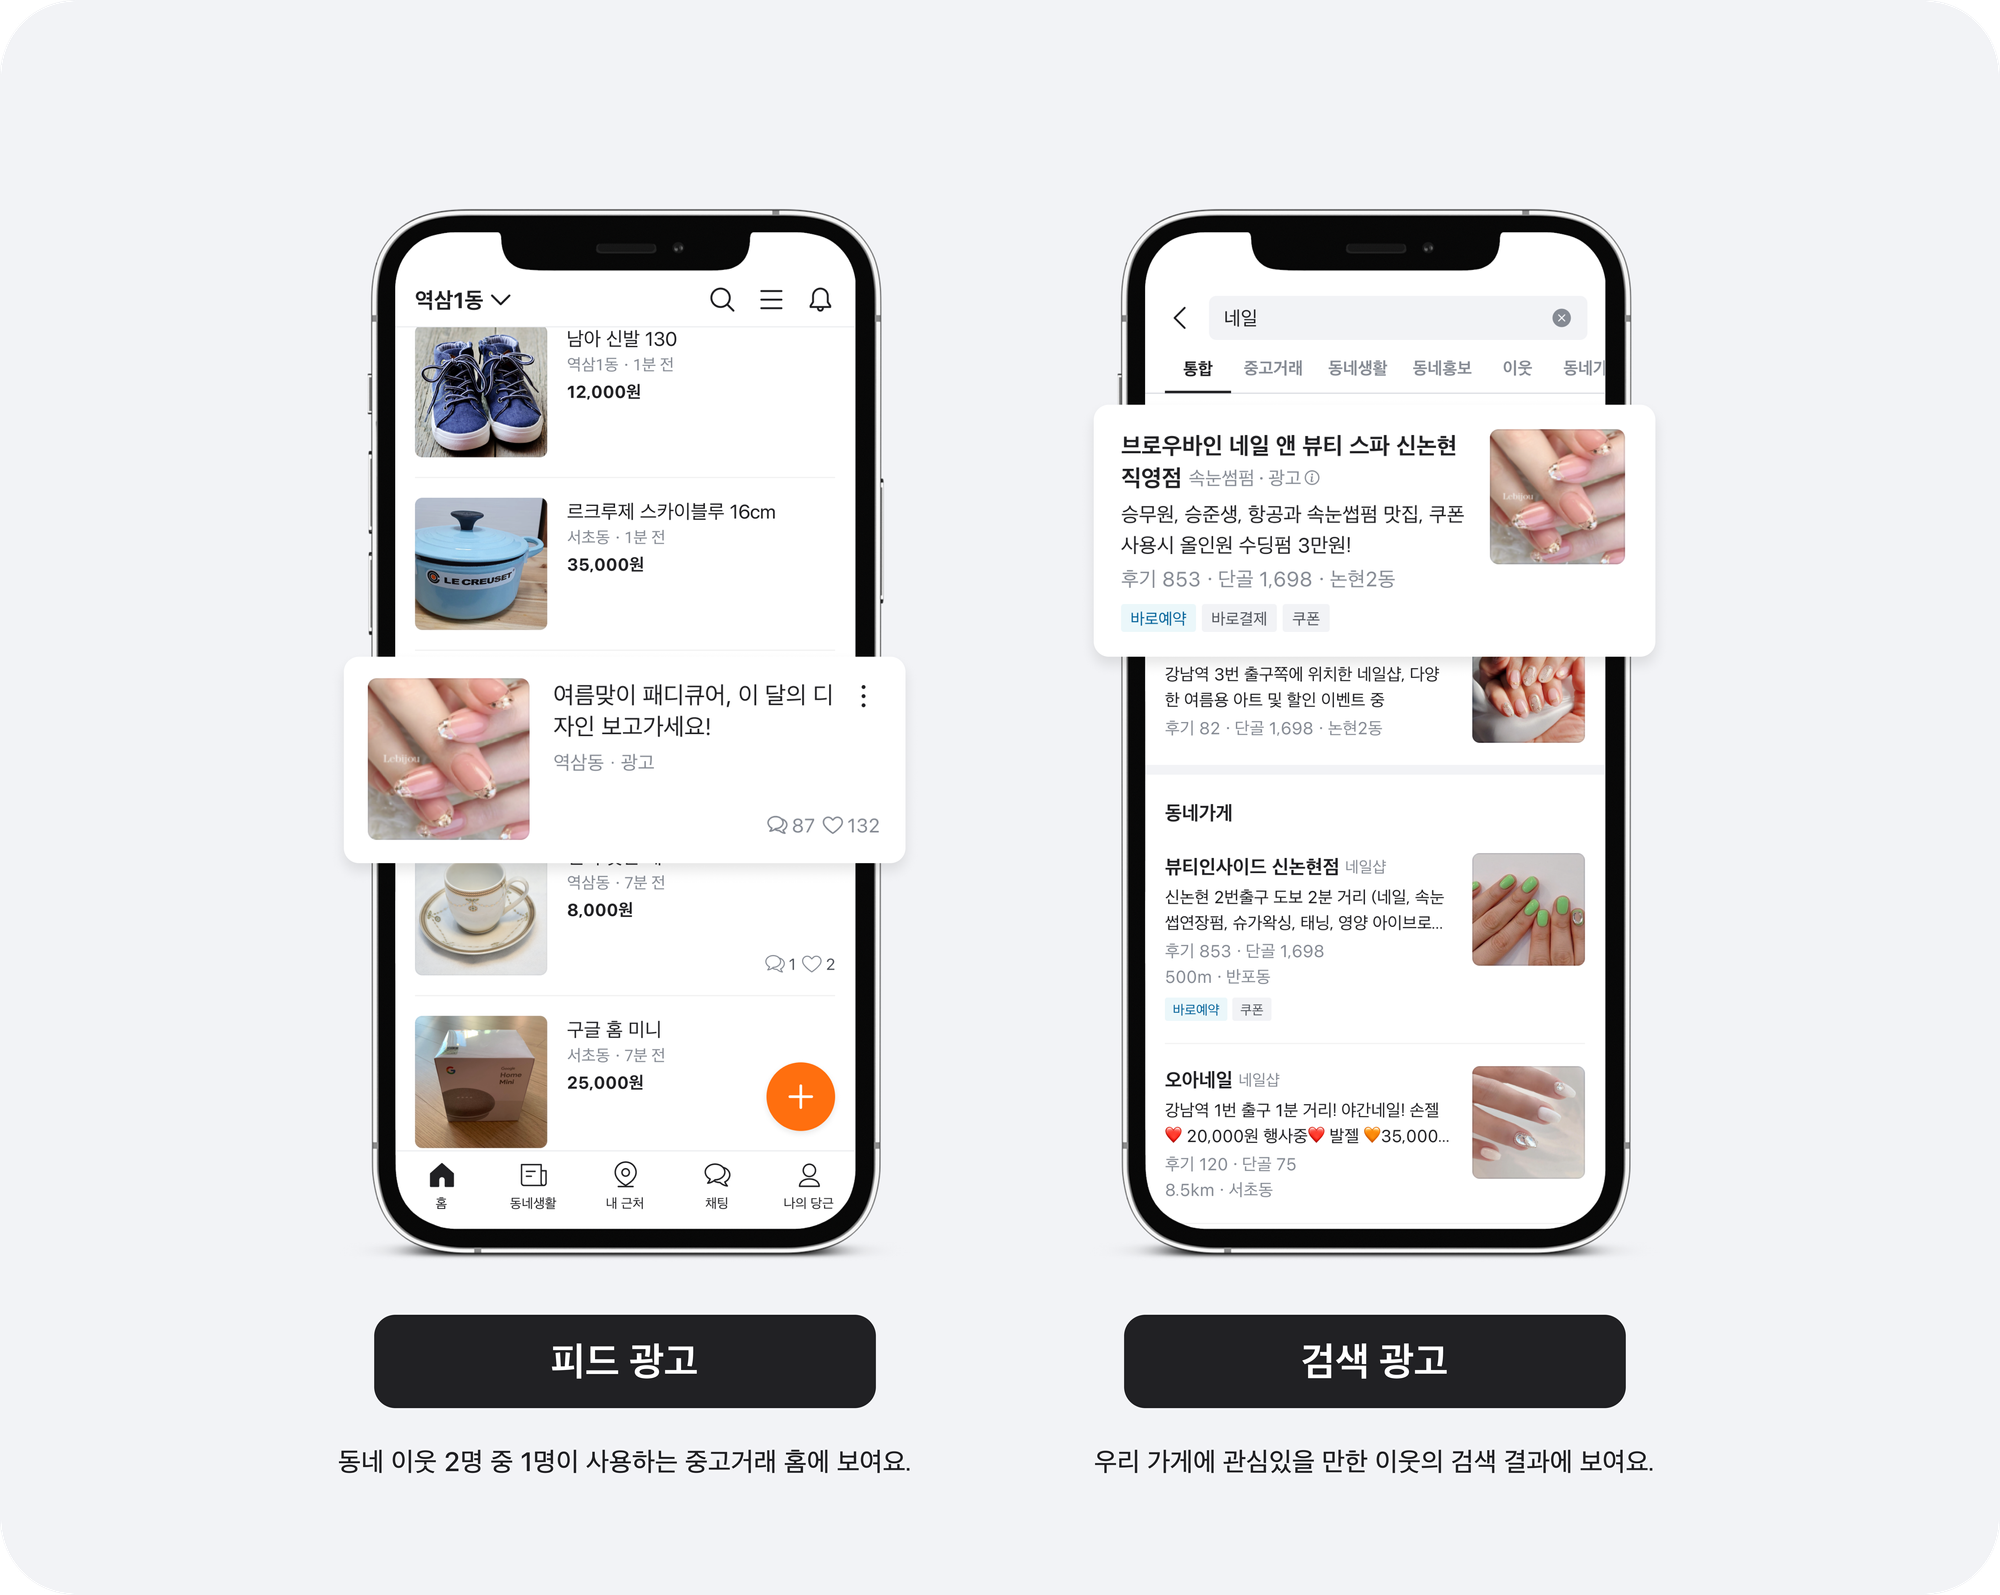 역삼1동
남아 신발 130
역삼1동 · 1분 전
12,000원
LE CREUSET
르크루제 스카이블루 16cm
서초동 · 1분 전
35,000원
Lebijou
여름맞이 패디큐어, 이 달의 디
자인 보고가세요!
역삼동 · 광고
87 132
역삼동 · 7분 전
8,000원
1 2
Google
Home
Mini
구글 홈 미니
서초동 · 7분 전
25,000원
홈 동네생활 내 근처 채팅 나의 당근
피드 광고
동네 이웃 2명 중 1명이 사용하는 중고거래 홈에 보여요.
네일
통합 중고거래 동네생활 동네홍보 이웃 동네가
브로우바인 네일 앤 뷰티 스파 신논현
직영점 속눈썸펌 · 광고
승무원, 승준생, 항공과 속눈썹펌 맛집, 쿠폰
사용시 올인원 수딩펌 3만원!
후기 853 · 단골 1,698 · 논현2동
바로예약 바로결제 쿠폰
Lebijou
강남역 3번 출구쪽에 위치한 네일샵, 다양
한 여름용 아트 및 할인 이벤트 중
후기 82 · 단골 1,698 · 논현2동
동네가게
뷰티인사이드 신논현점 네일샵
신논현 2번출구 도보 2분 거리 (네일, 속눈
썹연장펌, 슈가왁싱, 태닝, 영양 아이브로...
후기 853 · 단골 1,698
500m · 반포동
바로예약 쿠폰
오아네일 네일샵
강남역 1번 출구 1분 거리! 야간네일! 손젤
❤️ 20,000원 행사중❤️ 발젤 🧡35,000...
후기 120 · 단골 75
8.5km · 서초동
검색 광고
우리 가게에 관심있을 만한 이웃의 검색 결과에 보여요.